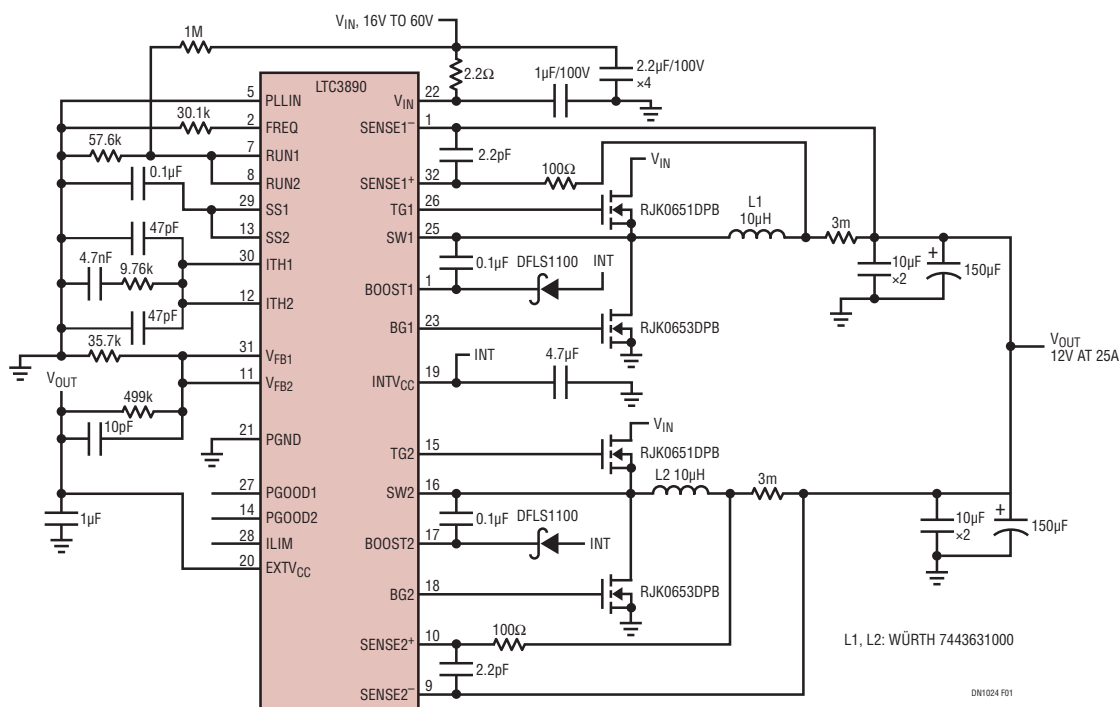 V_IN, 16V TO 60V
1M
2.2Ω
1µF/100V
2.2µF/100V
×4
LTC3890
5 PLLIN
V_IN 22
30.1k
2 FREQ
SENSE1⁻ 1
57.6k
7 RUN1
2.2pF
100Ω
V_IN
8 RUN2
SENSE1⁺ 32
0.1µF
29 SS1
TG1 26
RJK0651DPB
L1
10µH
3m
13 SS2
SW1 25
47pF
30 ITH1
0.1µF
DFLS1100
INT
10µF
×2
+
150µF
4.7nF
9.76k
BOOST1 1
12 ITH2
47pF
BG1 23
RJK0653DPB
35.7k
31 V_FB1
INT
4.7µF
V_OUT
12V AT 25A
V_OUT
11 V_FB2
INTV_CC 19
499k
10pF
V_IN
21 PGND
TG2 15
RJK0651DPB
L2 10µH
3m
27 PGOOD1
SW2 16
14 PGOOD2
0.1µF
DFLS1100
INT
10µF
×2
+
150µF
1µF
28 ILIM
BOOST2 17
20 EXTV_CC
BG2 18
RJK0653DPB
100Ω
SENSE2⁺ 10
L1, L2: WÜRTH 7443631000
2.2pF
SENSE2⁻ 9
DN1024 F01